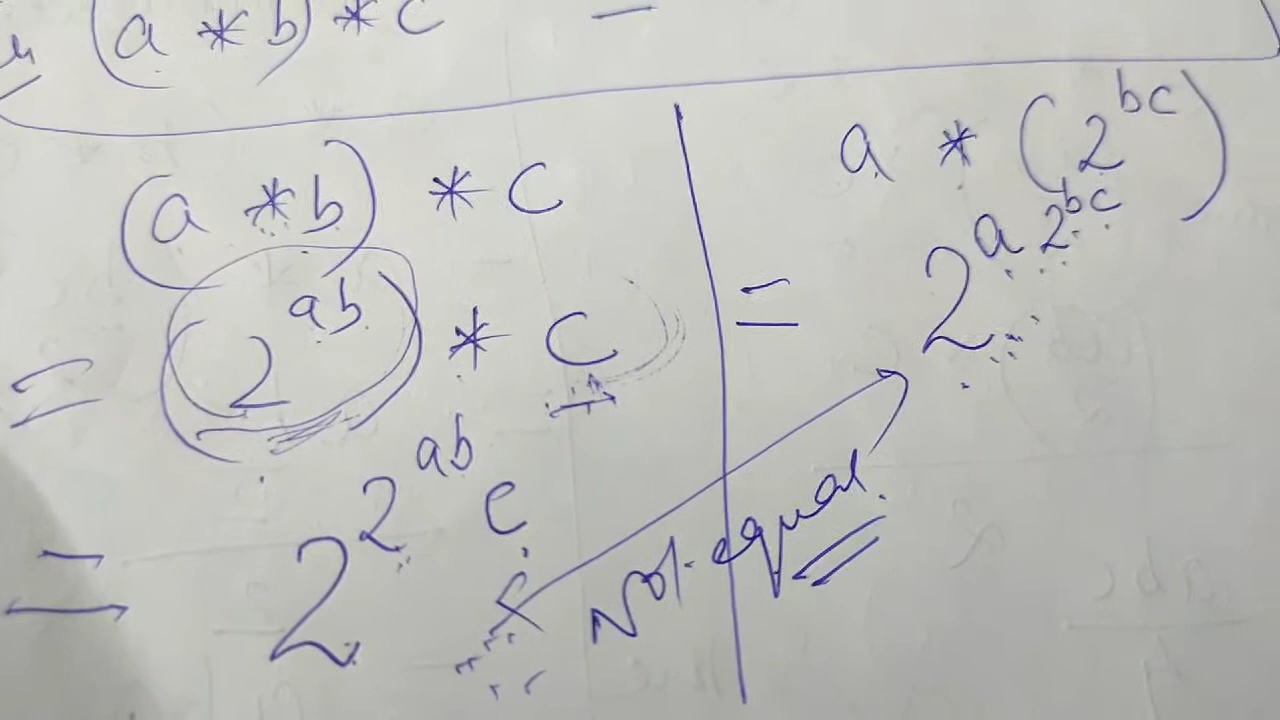 (a * b) * c –
(a * b) * c
= (2^{ab}) * c
= 2^{2^{ab} c}
a * (2^{bc})
= 2^{a 2^{bc}}
Not equal.